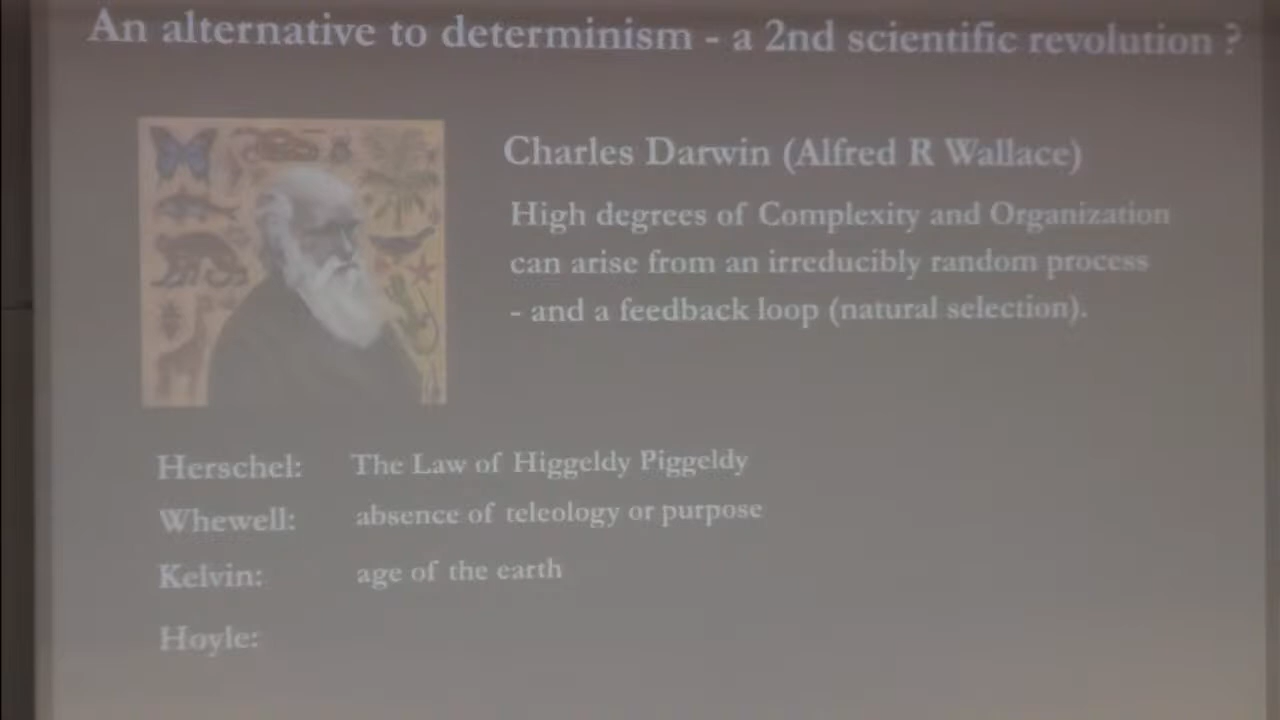 An alternative to determinism - a 2nd scientific revolution ?
Charles Darwin (Alfred R Wallace)
High degrees of Complexity and Organization
can arise from an irreducibly random process
- and a feedback loop (natural selection).
Herschel: The Law of Higgeldy Piggeldy
Whewell: absence of teleology or purpose
Kelvin: age of the earth
Hoyle: